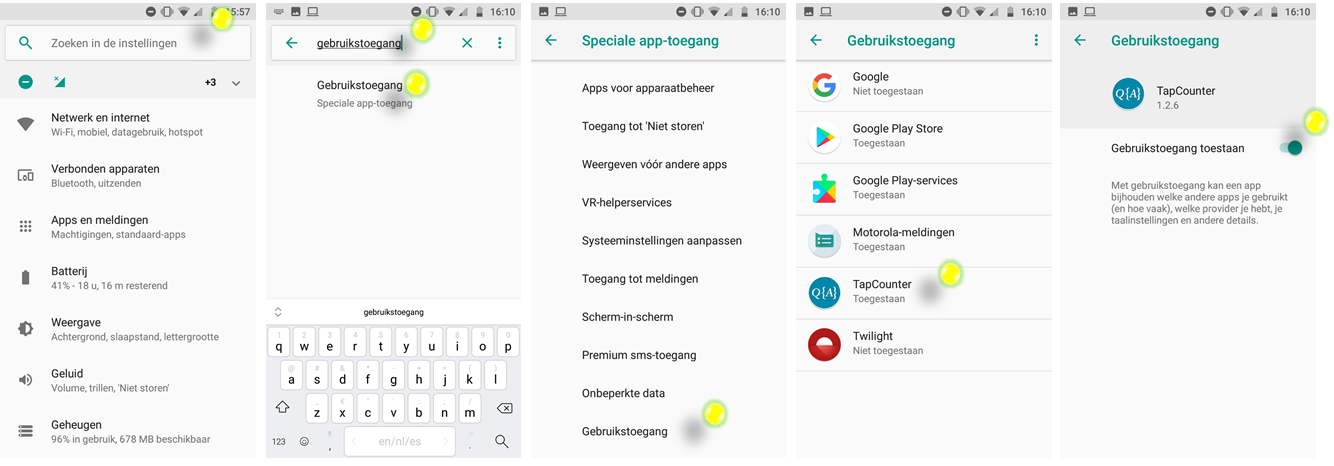 15:57
Zoeken in de instellingen
+3
Netwerk en internet
Wi-Fi, mobiel, datagebruik, hotspot
Verbonden apparaten
Bluetooth, uitzenden
Apps en meldingen
Machtigingen, standaard-apps
Batterij
41% - 18 u, 16 m resterend
Weergave
Achtergrond, slaapstand, lettergrootte
Geluid
Volume, trillen, 'Niet storen'
Geheugen
96% in gebruik, 678 MB beschikbaar
16:10
gebruikstoegang
Gebruikstoegang
Speciale app-toegang
gebruikstoegang
1 2 3 4 5 6 7 8 9 0
q w e r t y u i o p
@ # & * - + = ( )
a s d f g h j k l
_ € " ' : ; /
z x c v b n m
123
,
en/nl/es
.
16:10
Speciale app-toegang
Apps voor apparaatbeheer
Toegang tot 'Niet storen'
Weergeven vóór andere apps
VR-helperservices
Systeeminstellingen aanpassen
Toegang tot meldingen
Scherm-in-scherm
Premium sms-toegang
Onbeperkte data
Gebruikstoegang
16:10
Gebruikstoegang
Google
Niet toegestaan
Google Play Store
Toegestaan
Google Play-services
Toegestaan
Motorola-meldingen
Toegestaan
Q{A}
TapCounter
Toegestaan
Twilight
Niet toegestaan
16:10
Gebruikstoegang
Q{A}
TapCounter
1.2.6
Gebruikstoegang toestaan
Met gebruikstoegang kan een app
bijhouden welke andere apps je gebruikt
(en hoe vaak), welke provider je hebt, je
taalinstellingen en andere details.